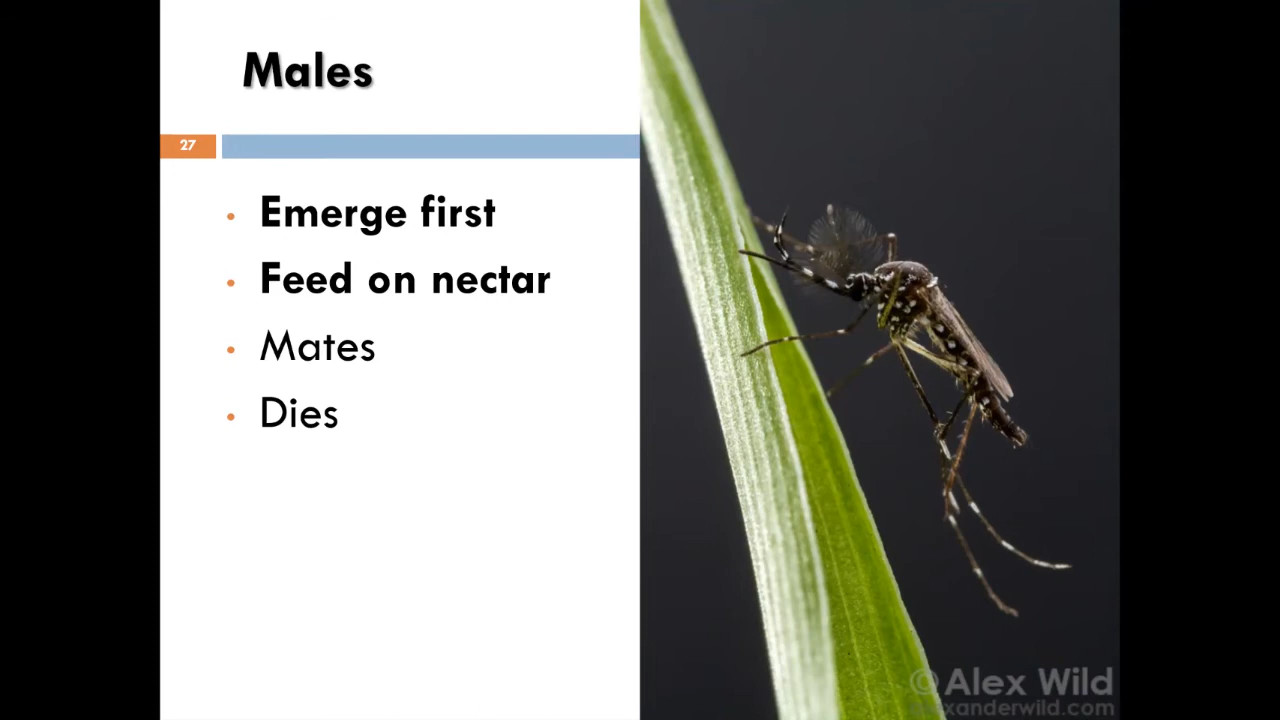 Males
27
Emerge first
Feed on nectar
Mates
Dies
© Alex Wild
alexanderwild.com